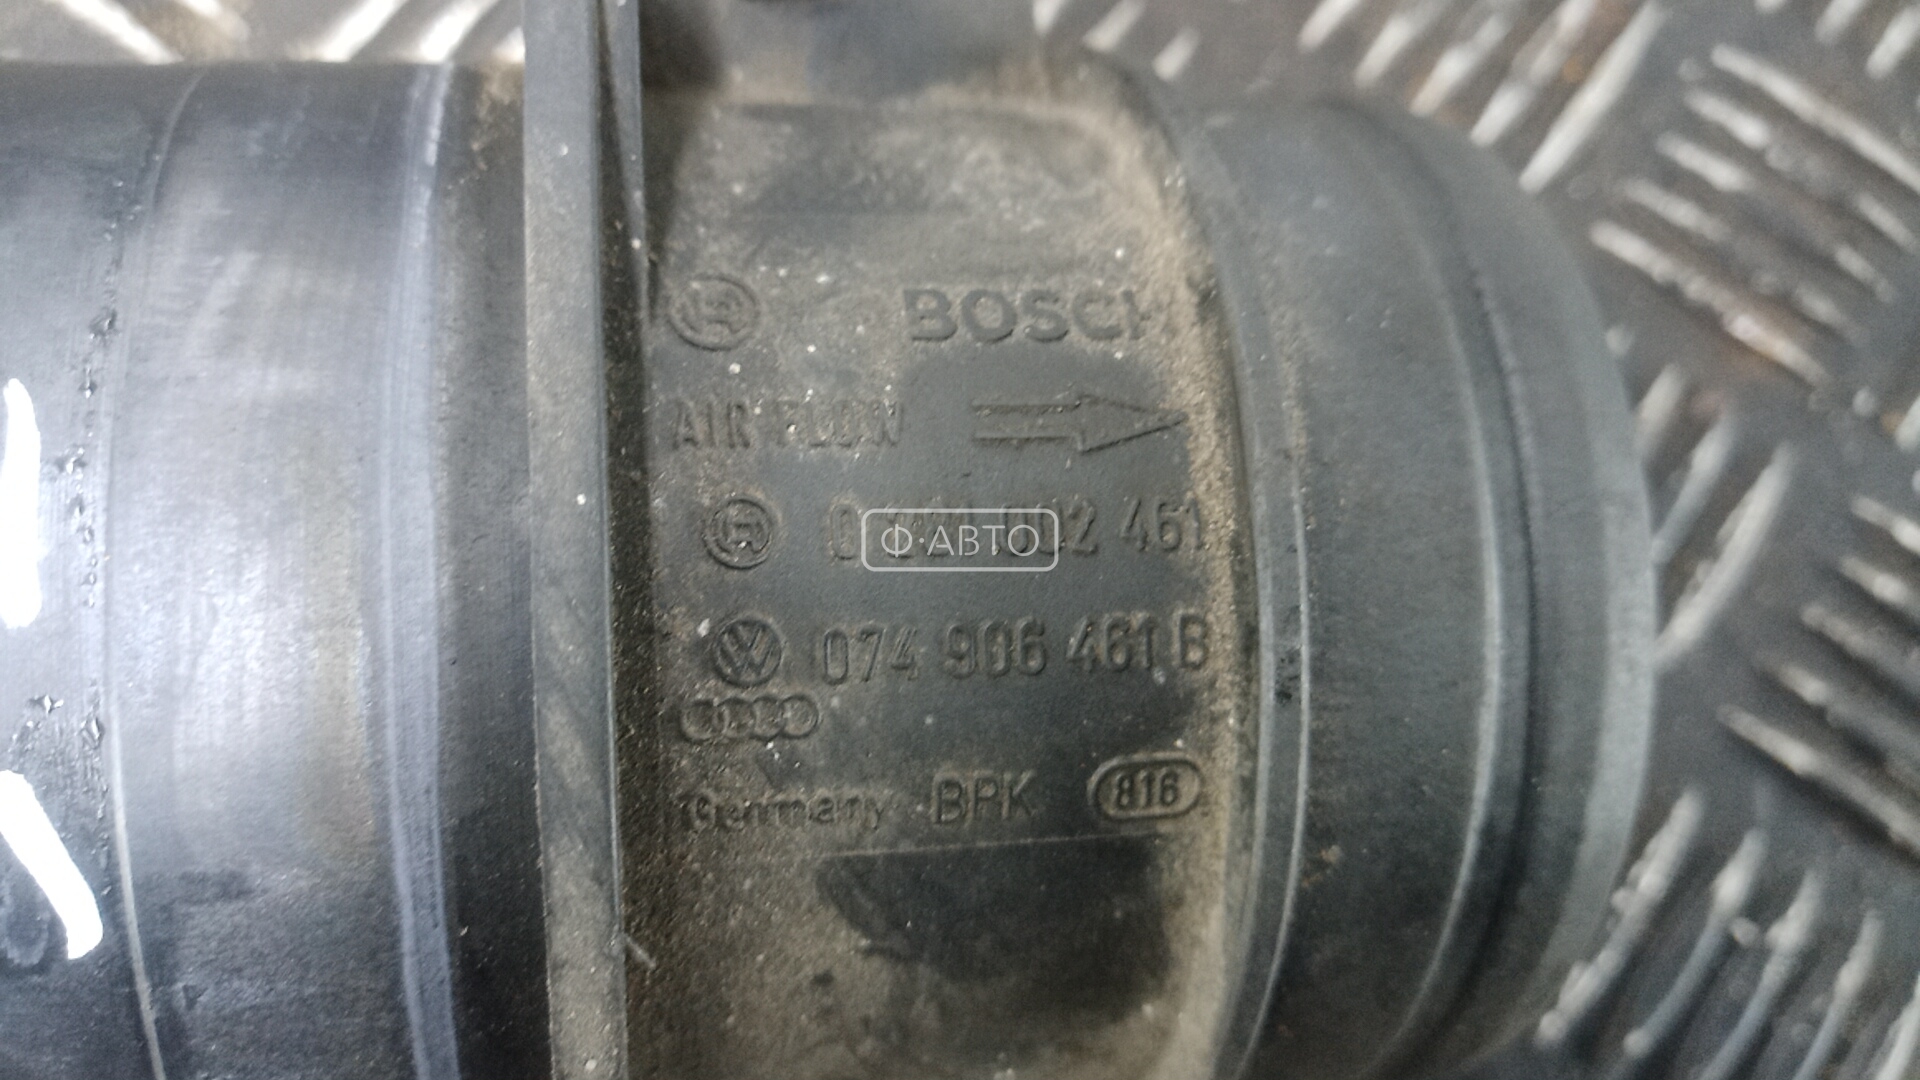 BOSCH
AIR FLOW
Ф·АВТО
461
074 906 461 B
Germany BPK 816